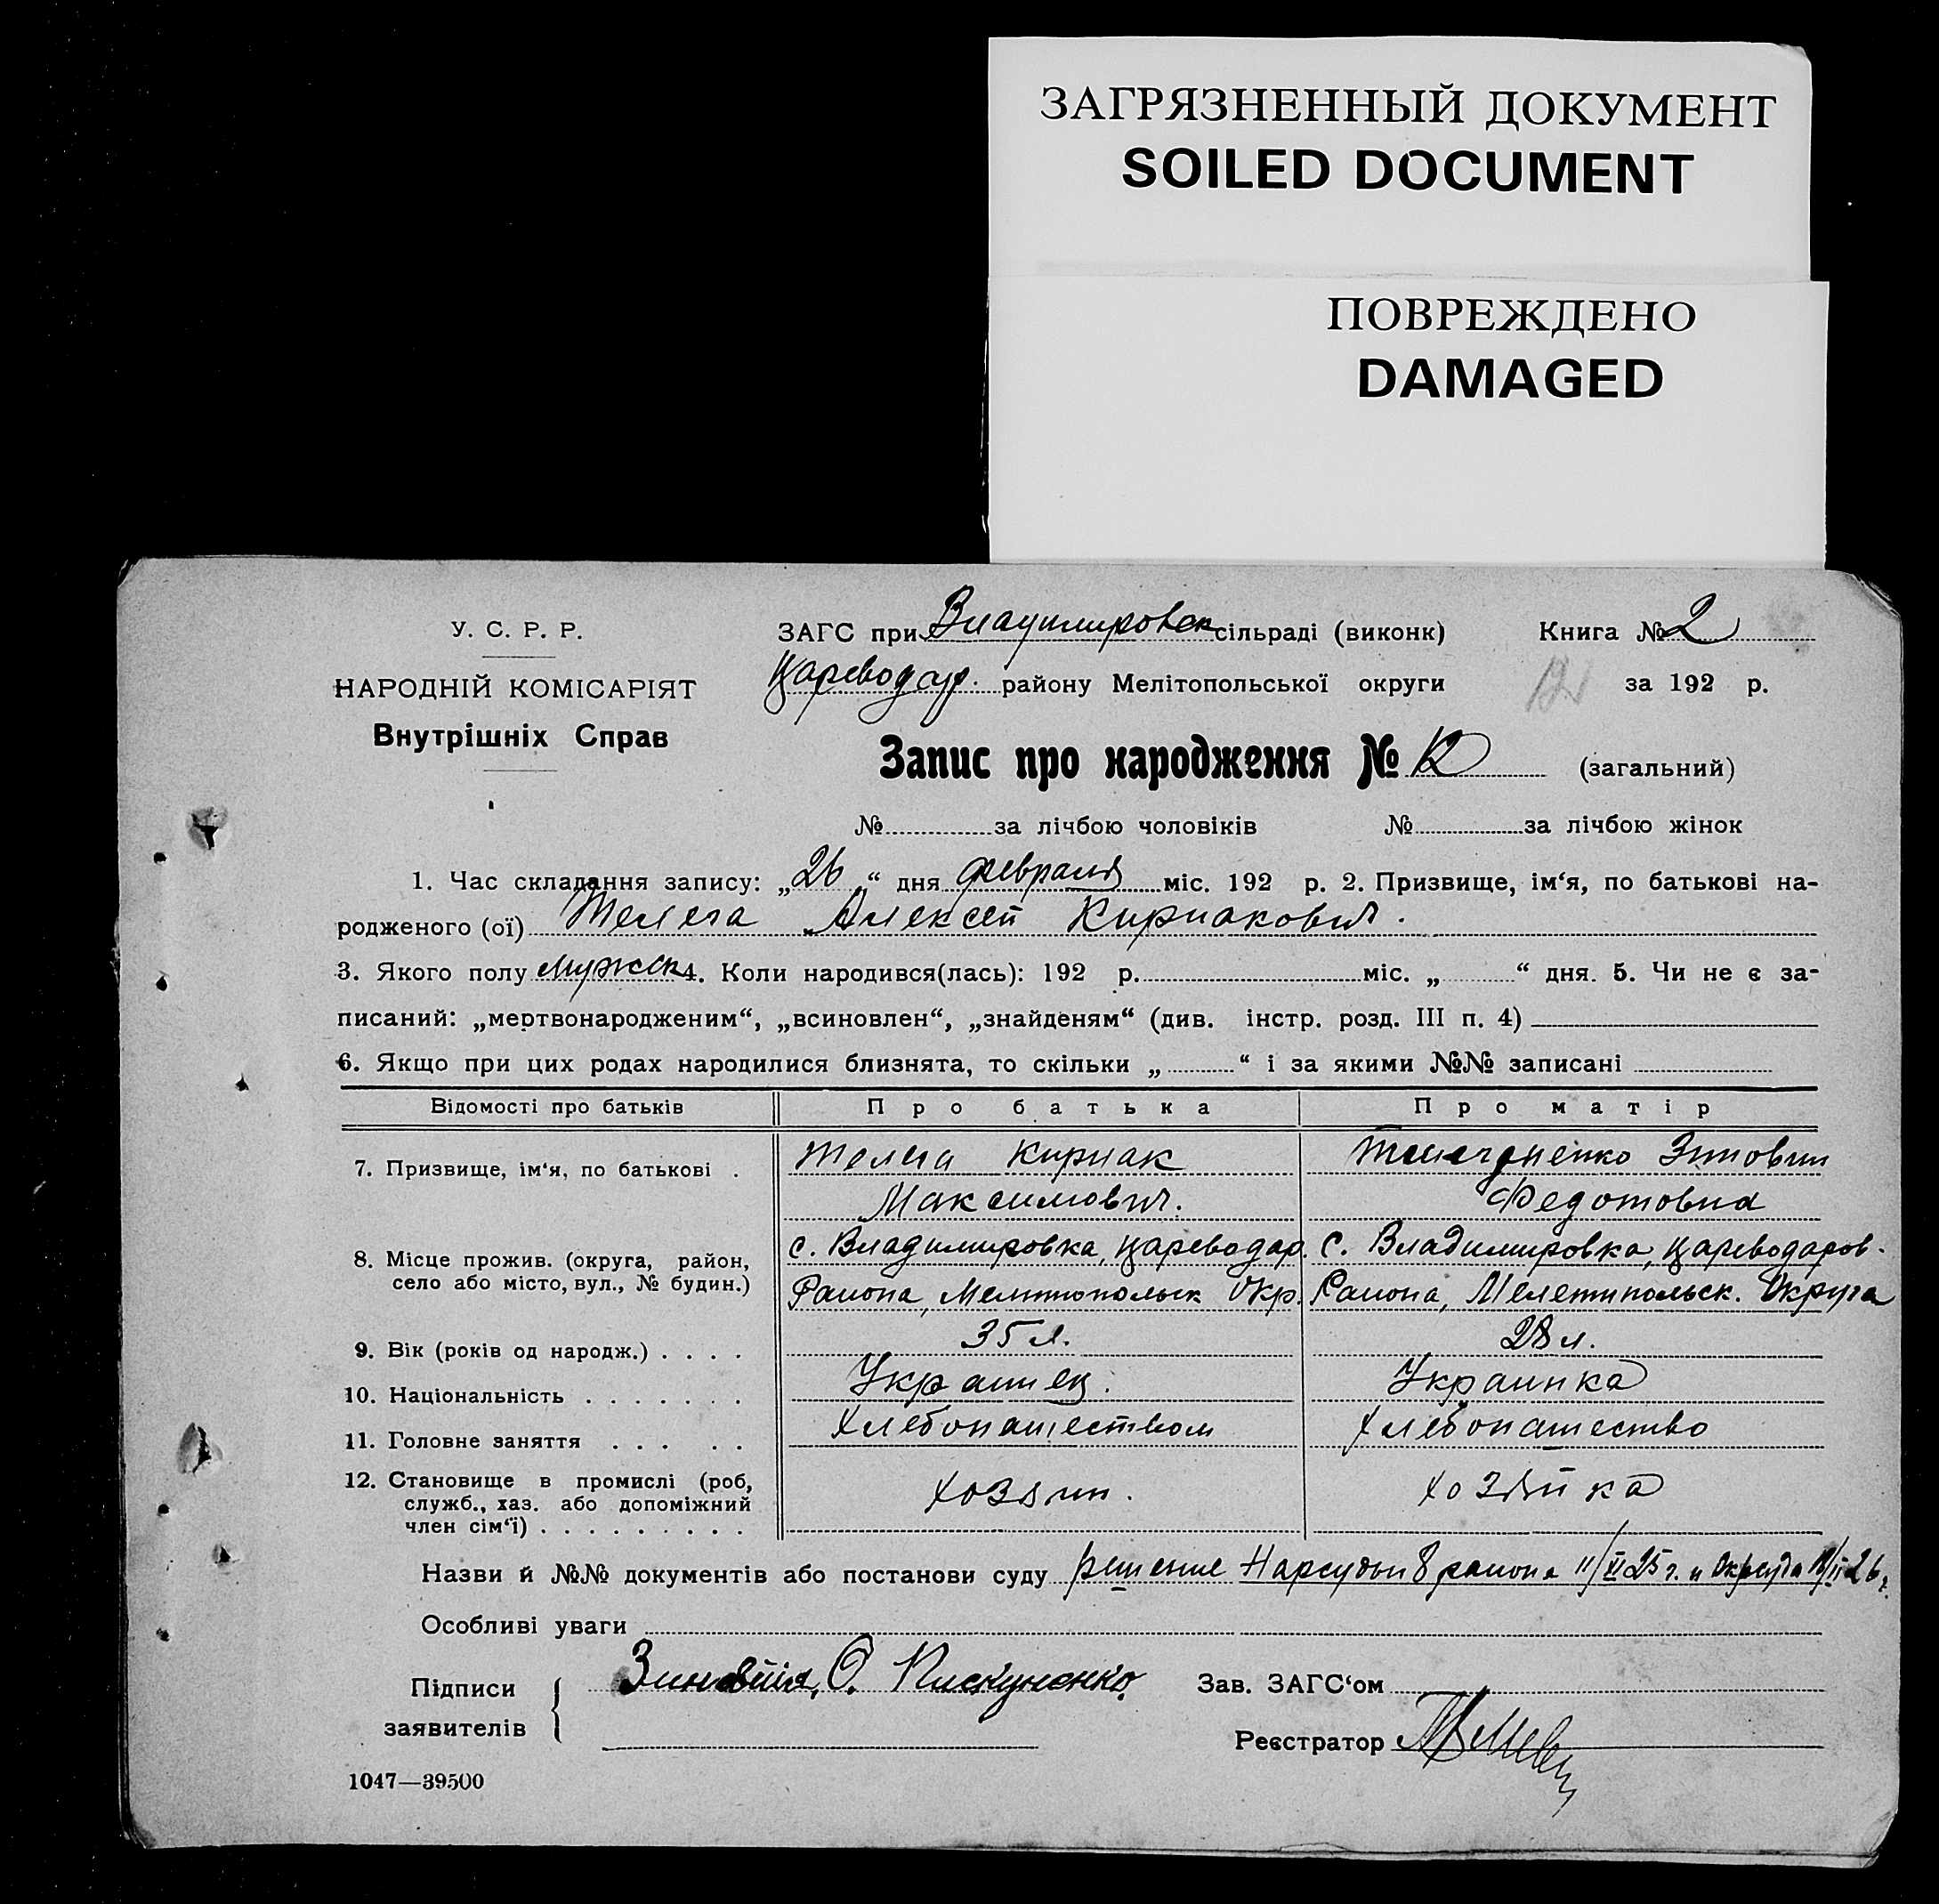 ЗАГРЯЗНЕННЫЙ ДОКУМЕНТ
SOILED DOCUMENT
ПОВРЕЖДЕНО
DAMAGED
У. С. Р. Р.
НАРОДНІЙ КОМІСАРІЯТ
Внутрішніх Справ
ЗАГС при Владимировск сільраді (виконк) Книга № 2
Цареводар. району Мелітопольської округи 12 за 192 р.
Запис про народження № 12 (загальний)
№ за лічбою чоловіків № за лічбою жінок
1. Час складання запису: „26“ дня февраля міс. 192 р. 2. Призвище, ім‘я, по батькові на-
родженого (ої) Телега Алексей Кириакович.
3. Якого полу мужск 4. Коли народився(лась): 192 р. міс. „ “ дня. 5. Чи не є за-
писаний: „мертвонародженим“, „всиновлен“, „знайденям“ (див. інстр. розд. III п. 4)
6. Якщо при цих родах народилися близнята, то скільки „ “ і за якими №№ записані
Відомості про батьків Про батька Про матір
7. Призвище, ім‘я, по батькові . Телега Кириак
Максимович. Федотовна
8. Місце прожив. (округа, район, село або місто, вул., № будин.) с. Владимировка, Цареводар. с. Владимировка, Цареводаров.
Района, Мелитопольск Окр. Района, Мелетипольск. Округа
9. Вік (років од народж.) . . . . 35 л. 28 л.
10. Національність . . . . . . . Украинец. Украинка
11. Головне заняття . . . . . Хлебопашеством Хлебопашество
12. Становище в промислі (роб,
служб., хаз. або допоміжний
член сім‘ї) . . . . . . . . . Хозяин. Хозяйка
Назви й №№ документів або постанови суду решение Нарсудом 8 района 11/XI 25 г. и Окрсуда
Особливі уваги
Підписи
заявителів
Зиновйия, О. Пискуненко.
Зав. ЗАГС‘ом
Реєстратор
1047—39500